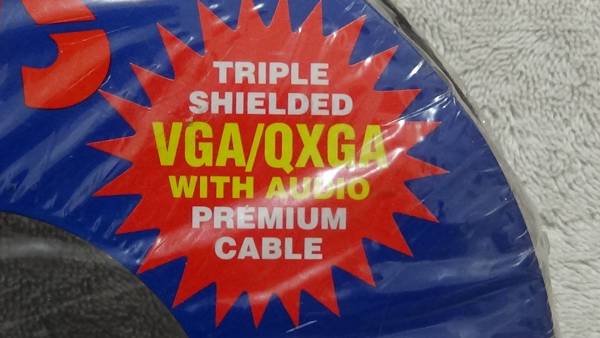 TRIPLE
SHIELDED
VGA/QXGA
WITH AUDIO
PREMIUM
CABLE